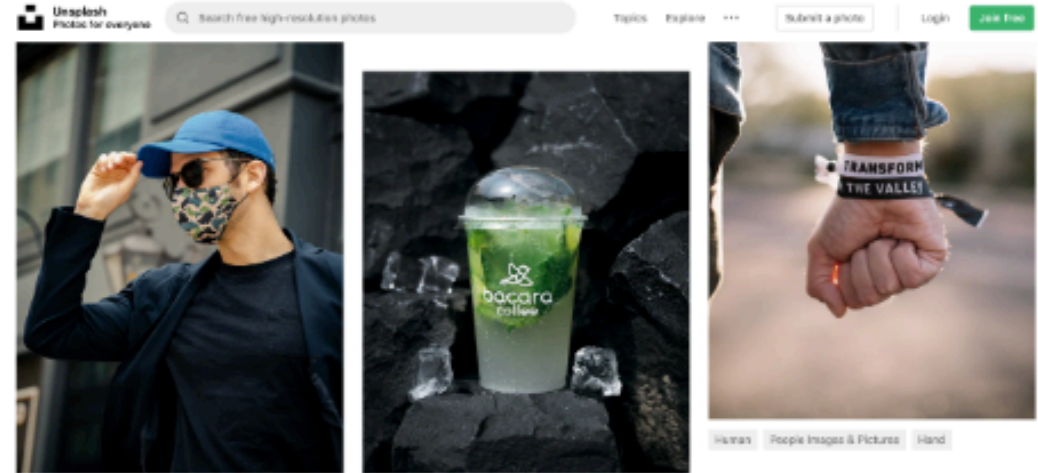 Unsplash
Photos for everyone
Search free high-resolution photos
Topics
Explore
Submit a photo
Login
Join free
TRANSFORM
THE VALLEY
bacara
coffee
Human
People Images & Pictures
Hand